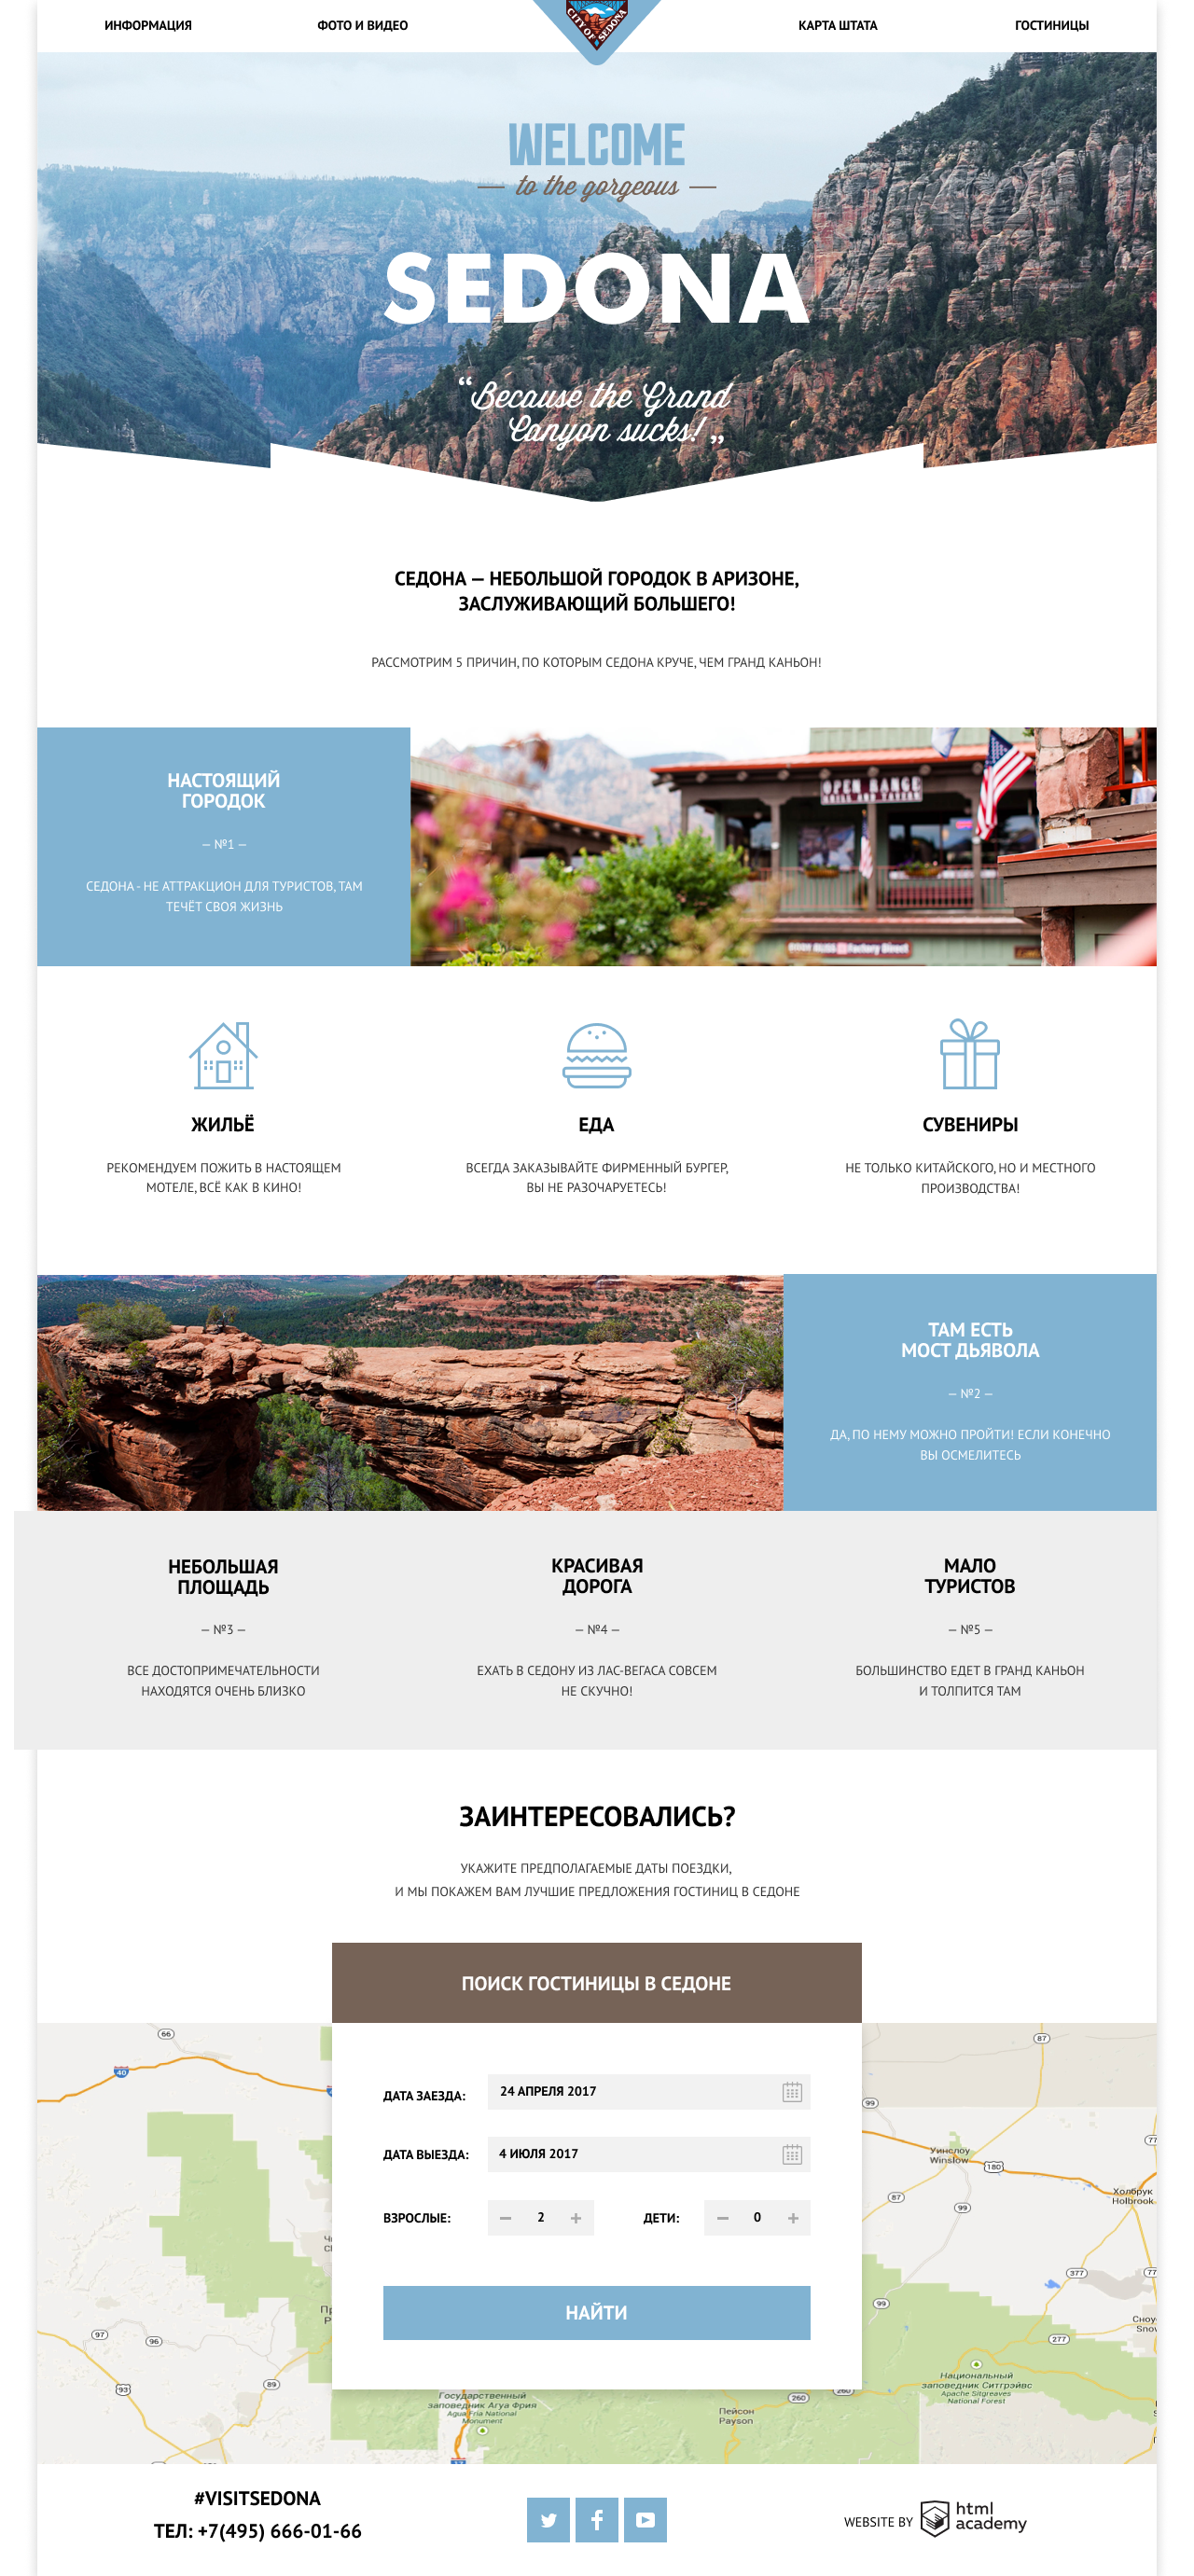 ИНФОРМАЦИЯ
ФОТО И ВИДЕО
CITY OF SEDONA
КАРТА ШТАТА
ГОСТИНИЦЫ
WELCOME
— to the gorgeous —
SEDONA
“Because the Grand
Canyon sucks!„
СЕДОНА — НЕБОЛЬШОЙ ГОРОДОК В АРИЗОНЕ,
ЗАСЛУЖИВАЮЩИЙ БОЛЬШЕГО!
РАССМОТРИМ 5 ПРИЧИН, ПО КОТОРЫМ СЕДОНА КРУЧЕ, ЧЕМ ГРАНД КАНЬОН!
НАСТОЯЩИЙ
ГОРОДОК
— №1 —
СЕДОНА - НЕ АТТРАКЦИОН ДЛЯ ТУРИСТОВ, ТАМ
ТЕЧЁТ СВОЯ ЖИЗНЬ
OPEN RANGE
GRILL AND
Factory Direct
ЖИЛЬЁ
РЕКОМЕНДУЕМ ПОЖИТЬ В НАСТОЯЩЕМ
МОТЕЛЕ, ВСЁ КАК В КИНО!
ЕДА
ВСЕГДА ЗАКАЗЫВАЙТЕ ФИРМЕННЫЙ БУРГЕР,
ВЫ НЕ РАЗОЧАРУЕТЕСЬ!
СУВЕНИРЫ
НЕ ТОЛЬКО КИТАЙСКОГО, НО И МЕСТНОГО
ПРОИЗВОДСТВА!
ТАМ ЕСТЬ
МОСТ ДЬЯВОЛА
— №2 —
ДА, ПО НЕМУ МОЖНО ПРОЙТИ! ЕСЛИ КОНЕЧНО
ВЫ ОСМЕЛИТЕСЬ
НЕБОЛЬШАЯ
ПЛОЩАДЬ
— №3 —
ВСЕ ДОСТОПРИМЕЧАТЕЛЬНОСТИ
НАХОДЯТСЯ ОЧЕНЬ БЛИЗКО
КРАСИВАЯ
ДОРОГА
— №4 —
ЕХАТЬ В СЕДОНУ ИЗ ЛАС-ВЕГАСА СОВСЕМ
НЕ СКУЧНО!
МАЛО
ТУРИСТОВ
— №5 —
БОЛЬШИНСТВО ЕДЕТ В ГРАНД КАНЬОН
И ТОЛПИТСЯ ТАМ
ЗАИНТЕРЕСОВАЛИСЬ?
УКАЖИТЕ ПРЕДПОЛАГАЕМЫЕ ДАТЫ ПОЕЗДКИ,
И МЫ ПОКАЖЕМ ВАМ ЛУЧШИЕ ПРЕДЛОЖЕНИЯ ГОСТИНИЦ В СЕДОНЕ
ПОИСК ГОСТИНИЦЫ В СЕДОНЕ
ДАТА ЗАЕЗДА:
24 АПРЕЛЯ 2017
ДАТА ВЫЕЗДА:
4 ИЮЛЯ 2017
ВЗРОСЛЫЕ:
− 2 +
ДЕТИ:
− 0 +
НАЙТИ
66
40
87
99
Уинслоу
Winslow
180
77
Холбрук
Holbrook
87
99
377
77
99
97
96
277
93
89
Национальный
заповедник Ситгрэйвс
Apache Sitgreaves
National Forest
260
260
Государственный
заповедник Агуа Фрия
Agua Fria National
Monument
Пейсон
Payson
#VISITSEDONA
ТЕЛ: +7(495) 666-01-66
WEBSITE BY
html
academy